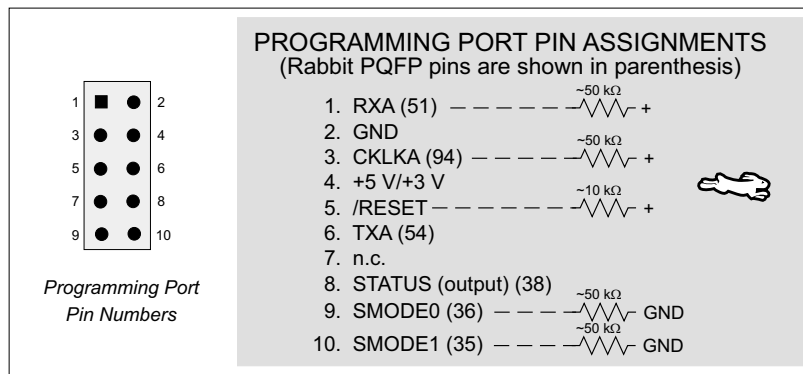 PROGRAMMING PORT PIN ASSIGNMENTS
(Rabbit PQFP pins are shown in parenthesis)
1 2
3 4
5 6
7 8
9 10
Programming Port
Pin Numbers
1. RXA (51) ~50 kΩ +
2. GND
3. CKLKA (94) ~50 kΩ +
4. +5 V/+3 V
5. /RESET ~10 kΩ +
6. TXA (54)
7. n.c.
8. STATUS (output) (38)
9. SMODE0 (36) ~50 kΩ GND
10. SMODE1 (35) ~50 kΩ GND